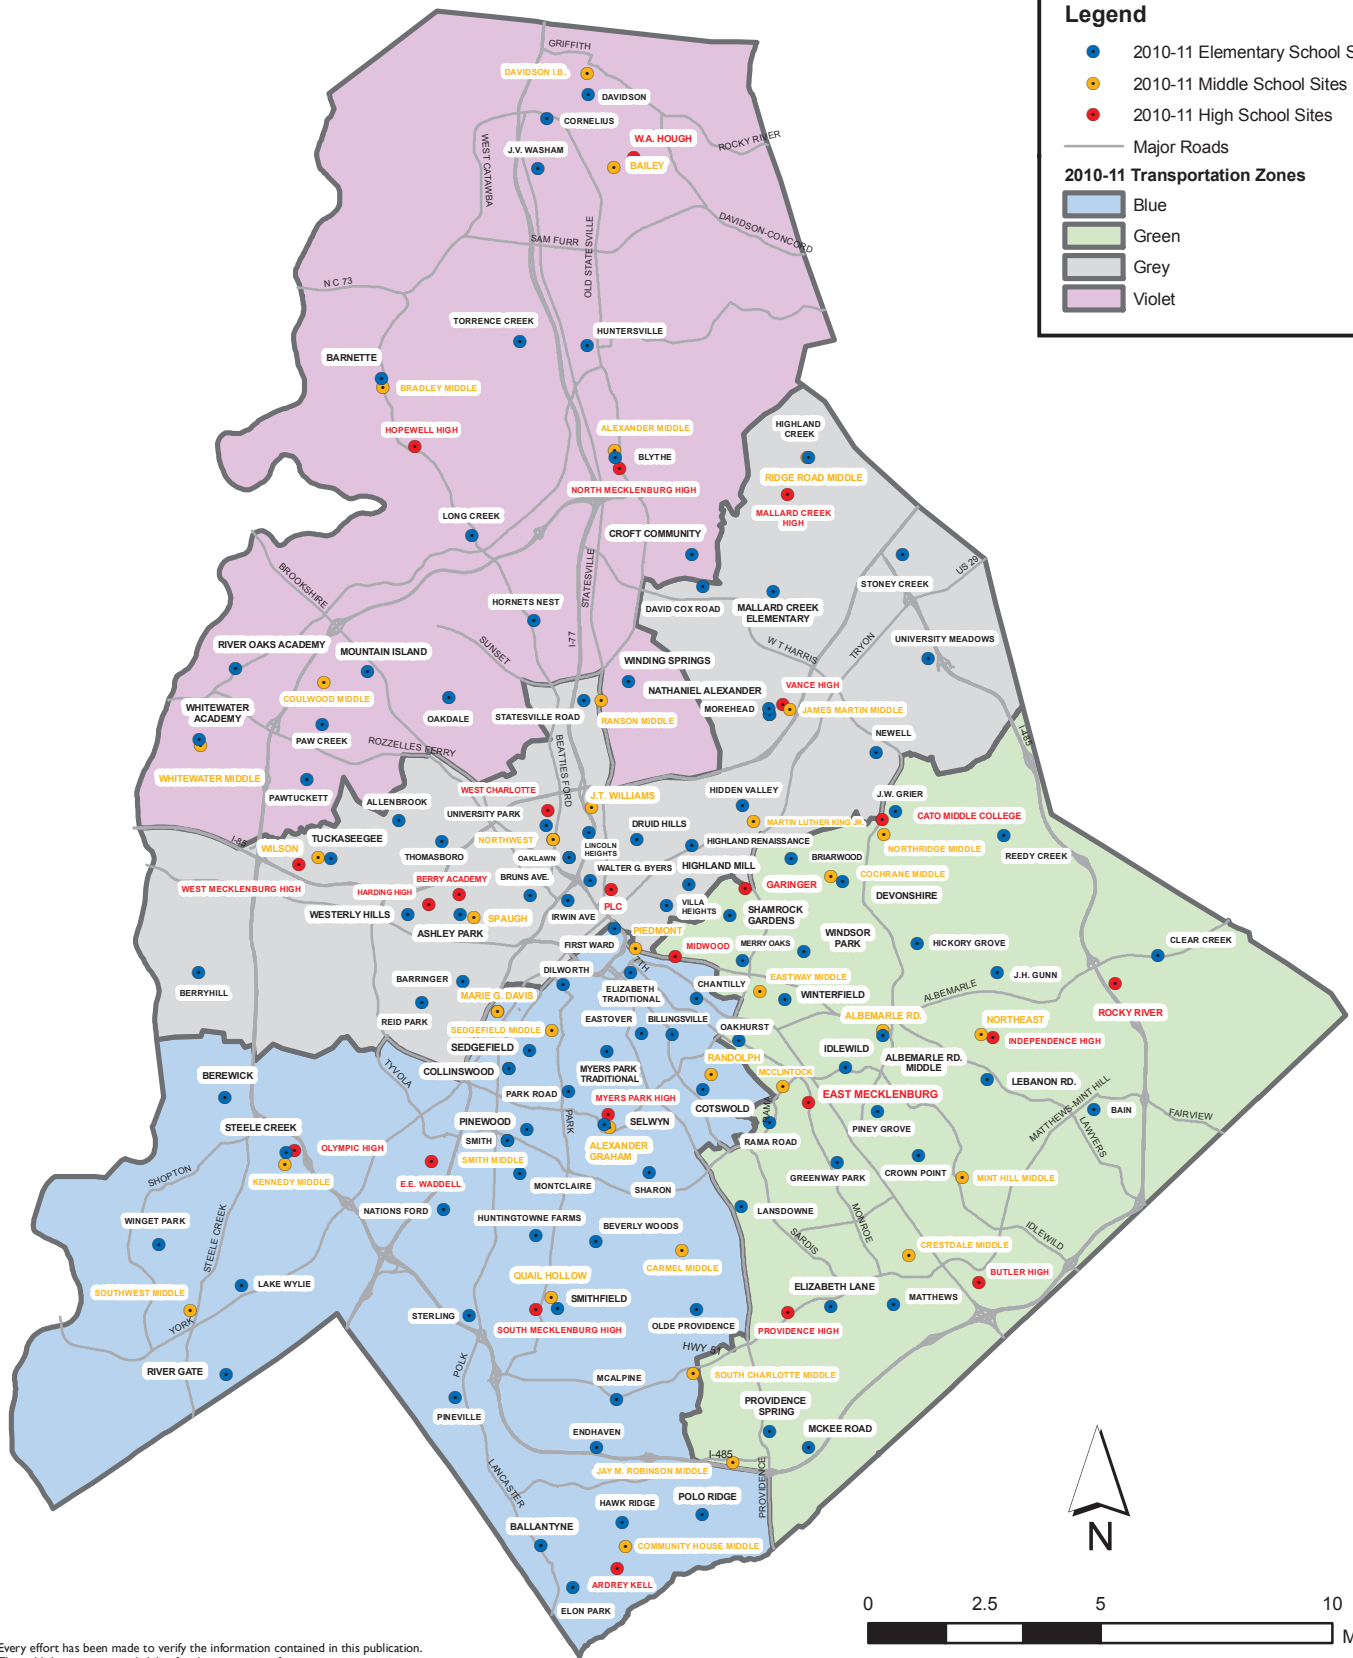 Legend
2010-11 Elementary School S
2010-11 Middle School Sites
2010-11 High School Sites
Major Roads
2010-11 Transportation Zones
Blue
Green
Grey
Violet
GRIFFITH
DAVIDSON I.B.
DAVIDSON
CORNELIUS
W.A. HOUGH
ROCKY RIVER
J.V. WASHAM
BAILEY
WEST CATAWBA
DAVIDSON-CONCORD
SAM FURR
OLD STATESVILLE
N C 73
TORRENCE CREEK
HUNTERSVILLE
BARNETTE
BRADLEY MIDDLE
HOPEWELL HIGH
ALEXANDER MIDDLE
BLYTHE
NORTH MECKLENBURG HIGH
HIGHLAND
CREEK
RIDGE ROAD MIDDLE
MALLARD CREEK
HIGH
LONG CREEK
CROFT COMMUNITY
STATESVILLE
BROOKSHIRE
US 29
STONEY CREEK
HORNETS NEST
DAVID COX ROAD
MALLARD CREEK
ELEMENTARY
I-77
SUNSET
W T HARRIS
TRYON
UNIVERSITY MEADOWS
RIVER OAKS ACADEMY
MOUNTAIN ISLAND
WINDING SPRINGS
COULWOOD MIDDLE
NATHANIEL ALEXANDER
VANCE HIGH
WHITEWATER
ACADEMY
OAKDALE
STATESVILLE ROAD
RANSON MIDDLE
MOREHEAD
JAMES MARTIN MIDDLE
PAW CREEK
ROZZELLES FERRY
NEWELL
I-485
WHITEWATER MIDDLE
BEATTIES FORD
PAWTUCKETT
ALLENBROOK
WEST CHARLOTTE
J.T. WILLIAMS
HIDDEN VALLEY
J.W. GRIER
UNIVERSITY PARK
DRUID HILLS
MARTIN LUTHER KING JR.
CATO MIDDLE COLLEGE
I-85
TUCKASEEGEE
WILSON
NORTHWEST
LINCOLN
HEIGHTS
HIGHLAND RENAISSANCE
NORTHRIDGE MIDDLE
REEDY CREEK
THOMASBORO
OAKLAWN
BRIARWOOD
WALTER G. BYERS
HIGHLAND MILL
COCHRANE MIDDLE
WEST MECKLENBURG HIGH
HARDING HIGH
BERRY ACADEMY
BRUNS AVE.
GARINGER
DEVONSHIRE
WESTERLY HILLS
SPAUGH
IRWIN AVE
PLC
VILLA
HEIGHTS
SHAMROCK
GARDENS
ASHLEY PARK
WINDSOR
PARK
FIRST WARD
PIEDMONT
MIDWOOD
MERRY OAKS
HICKORY GROVE
CLEAR CREEK
7TH
BERRYHILL
BARRINGER
DILWORTH
ELIZABETH
TRADITIONAL
CHANTILLY
EASTWAY MIDDLE
J.H. GUNN
MARIE G. DAVIS
WINTERFIELD
ALBEMARLE
REID PARK
SEDGEFIELD MIDDLE
EASTOVER
BILLINGSVILLE
OAKHURST
ALBEMARLE RD.
NORTHEAST
ROCKY RIVER
INDEPENDENCE HIGH
SEDGEFIELD
IDLEWILD
ALBEMARLE RD.
MIDDLE
RANDOLPH
BEREWICK
TYVOLA
COLLINSWOOD
MYERS PARK
TRADITIONAL
MCCLINTOCK
LEBANON RD.
PARK ROAD
MYERS PARK HIGH
COTSWOLD
EAST MECKLENBURG
MATTHEWS-MINT HILL
BAIN
FAIRVIEW
STEELE CREEK
PINEWOOD
PARK
SELWYN
RAMA
RAMA ROAD
PINEY GROVE
LAWYERS
OLYMPIC HIGH
SMITH
ALEXANDER
GRAHAM
SMITH MIDDLE
KENNEDY MIDDLE
SHOPTON
E.E. WADDELL
MONTCLAIRE
SHARON
GREENWAY PARK
CROWN POINT
MINT HILL MIDDLE
WINGET PARK
STEELE CREEK
NATIONS FORD
HUNTINGTOWNE FARMS
BEVERLY WOODS
LANSDOWNE
MONROE
SARDIS
IDLEWILD
CRESTDALE MIDDLE
CARMEL MIDDLE
LAKE WYLIE
SOUTHWEST MIDDLE
QUAIL HOLLOW
SMITHFIELD
BUTLER HIGH
ELIZABETH LANE
MATTHEWS
YORK
STERLING
SOUTH MECKLENBURG HIGH
OLDE PROVIDENCE
PROVIDENCE HIGH
HWY 51
RIVER GATE
POLK
MCALPINE
SOUTH CHARLOTTE MIDDLE
PINEVILLE
PROVIDENCE
SPRING
ENDHAVEN
MCKEE ROAD
I-485
JAY M. ROBINSON MIDDLE
LANCASTER
PROVIDENCE
HAWK RIDGE
POLO RIDGE
BALLANTYNE
COMMUNITY HOUSE MIDDLE
ARDREY KELL
ELON PARK
N
0 2.5 5 10
M
Every effort has been made to verify the information contained in this publication.